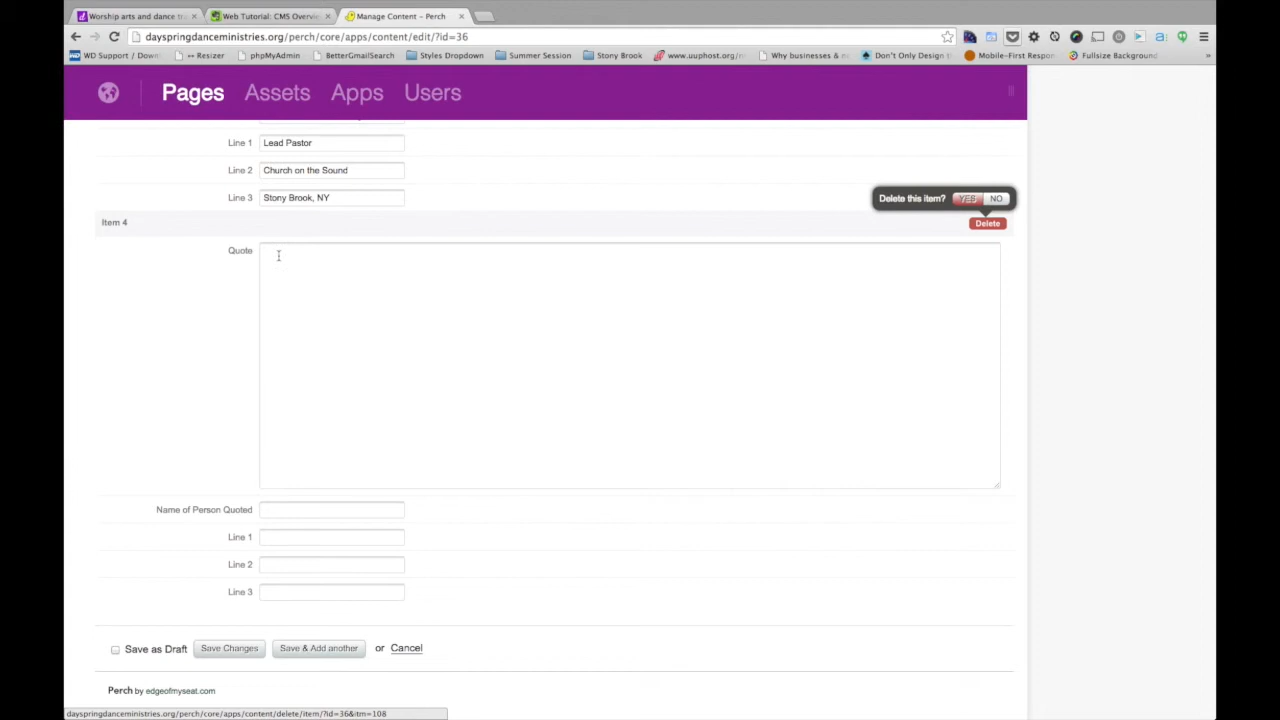 Worship arts and dance tra
Web Tutorial: CMS Overvie
Manage Content – Perch
dayspringdanceministries.org/perch/core/apps/content/edit/?id=36
WD Support / Down
↔ Resizer
phpMyAdmin
BetterGmailSearch
Styles Dropdown
Summer Session
Stony Brook
www.uuphost.org/n
Why businesses & m
Don't Only Design
Mobile-First Respon
Fullsize Background
»
Pages
Assets
Apps
Users
Line 1
Lead Pastor
Line 2
Church on the Sound
Line 3
Stony Brook, NY
Delete this item?
YES
NO
Item 4
Delete
Quote
Name of Person Quoted
Line 1
Line 2
Line 3
Save as Draft
Save Changes
Save & Add another
or
Cancel
Perch by edgeofmyseat.com
dayspringdanceministries.org/perch/core/apps/content/delete/item/?id=36&itm=108